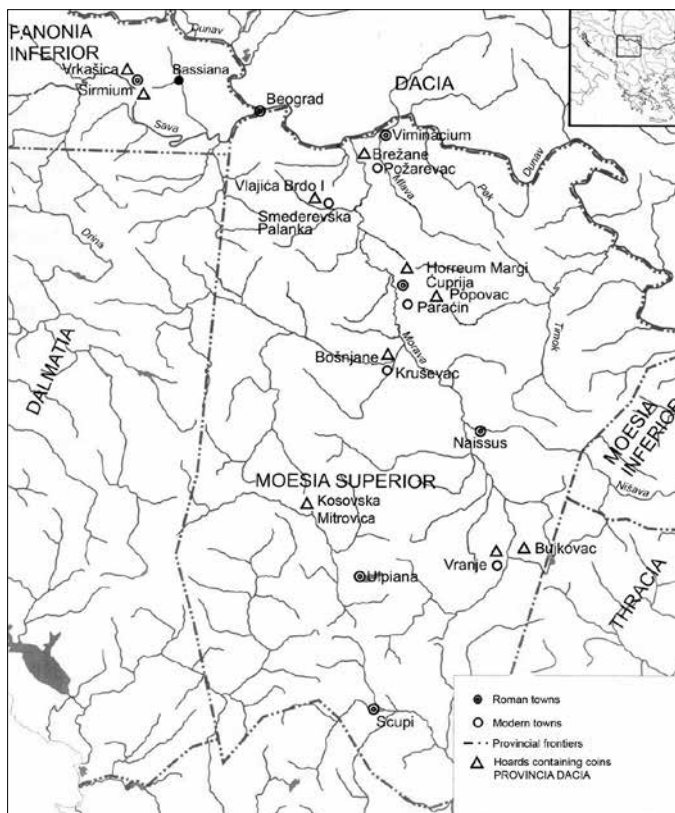 PANONIA
INFERIOR
Dunav
Vrkašica
Bassiana
Sirmium
Sava
Beograd
DACIA
Viminacium
Brežane
Požarevac
Mlava
Pek
Dunav
Vlajića Brdo I
Smederevska
Palanka
Drina
Horreum Margi
Ćuprija
Popovac
Paraćin
Timok
Morava
Bošnjane
Kruševac
DALMATIA
Naissus
MOESIA
INFERIOR
Nišava
MOESIA SUPERIOR
Kosovska
Mitrovica
Bujkovac
Vranje
Ulpiana
THRACIA
Scupi
Roman towns
Modern towns
Provincial frontiers
Hoards containing coins
PROVINCIA DACIA